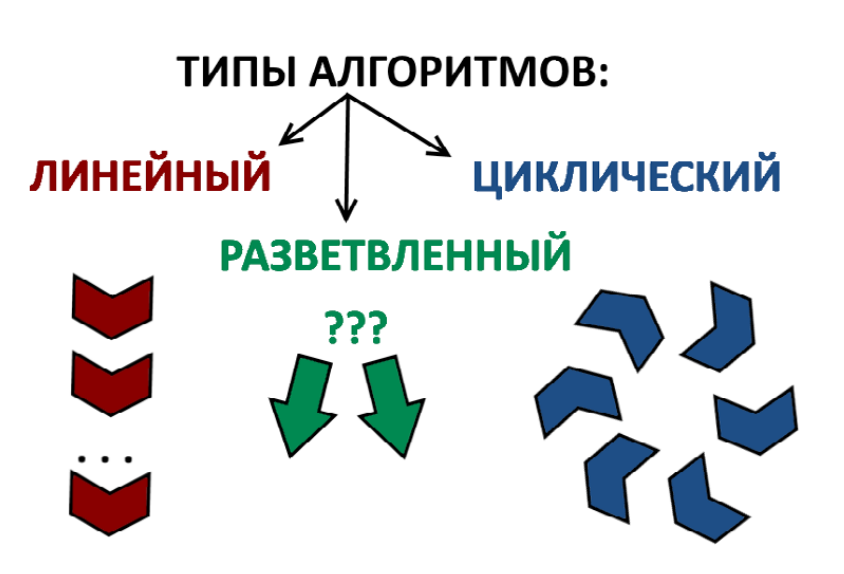 ТИПЫ АЛГОРИТМОВ:
ЛИНЕЙНЫЙ
ЦИКЛИЧЕСКИЙ
РАЗВЕТВЛЕННЫЙ
???
...